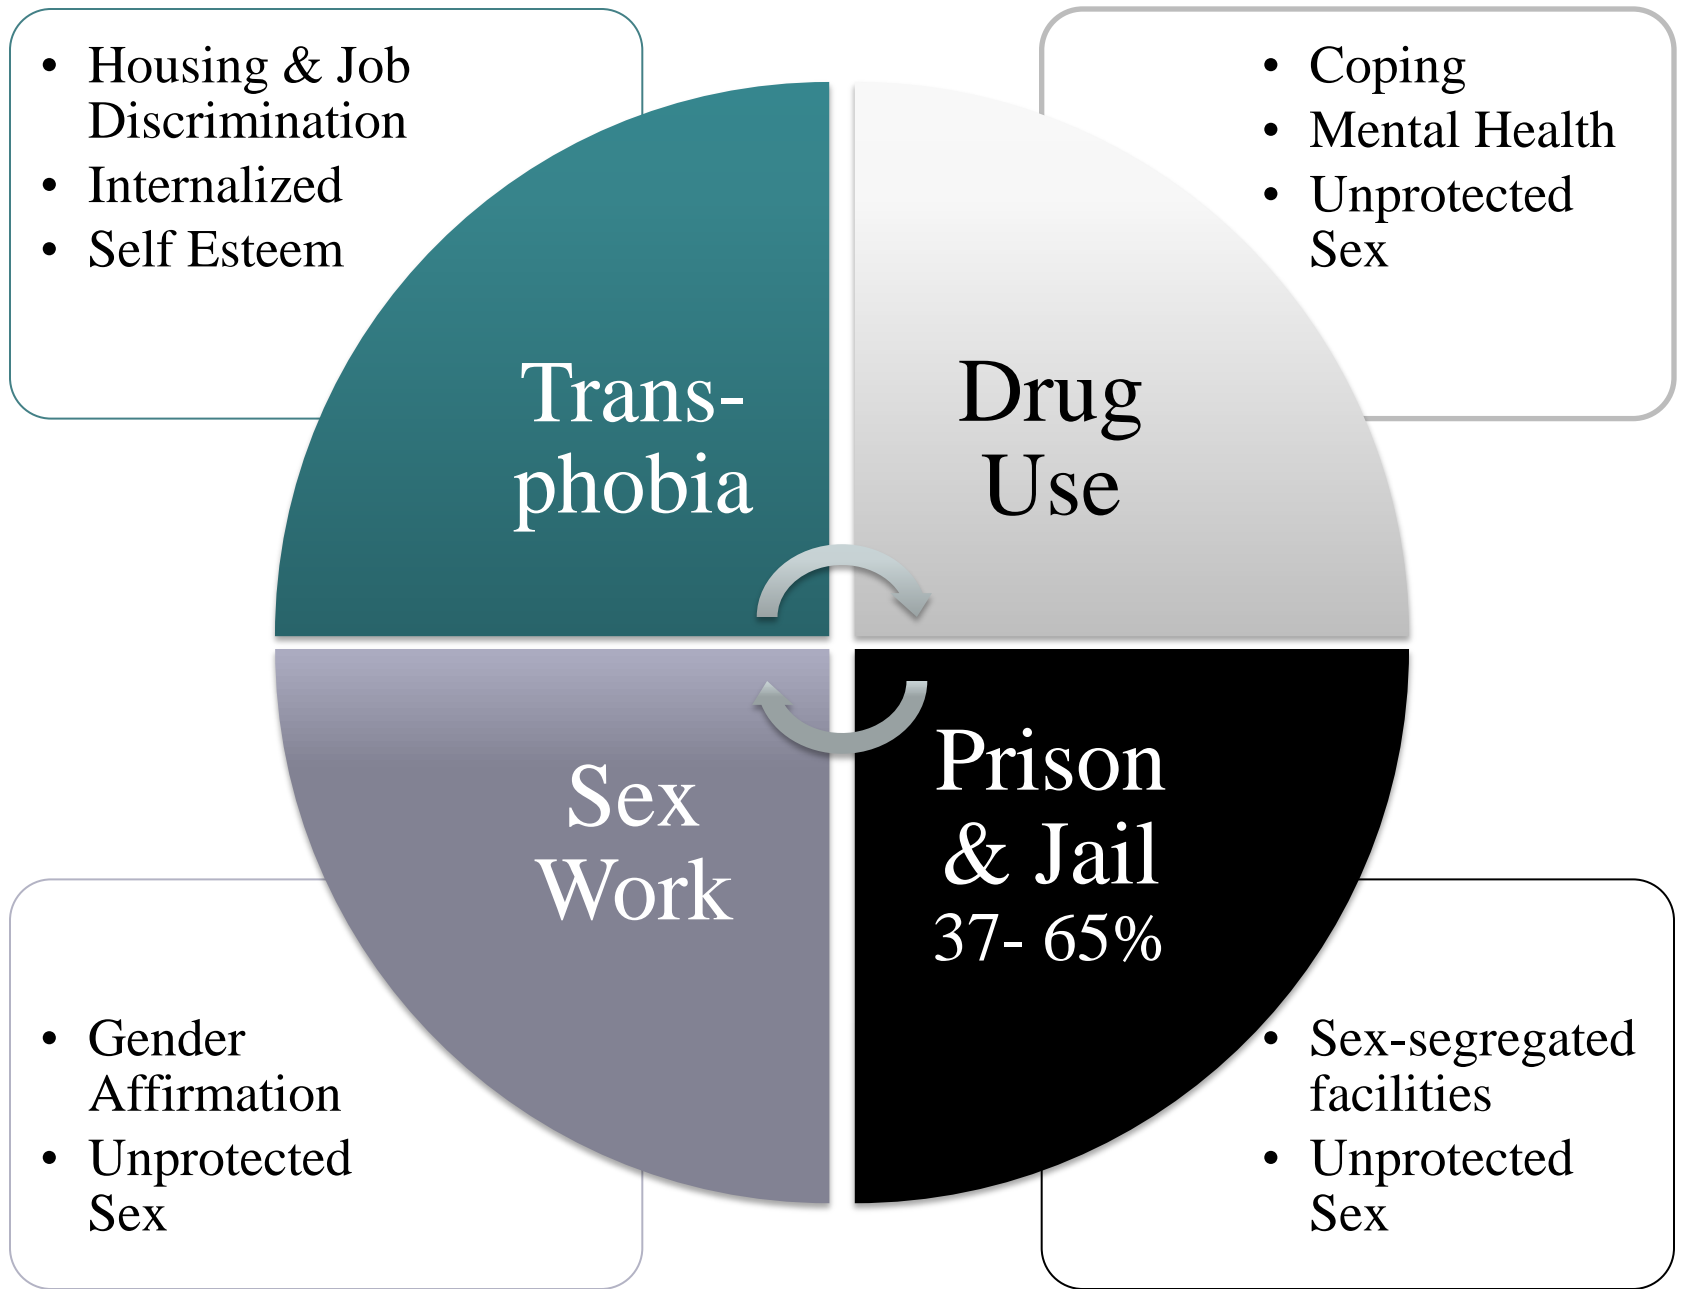 • Housing & Job
Discrimination
• Internalized
• Self Esteem
• Coping
• Mental Health
• Unprotected
Sex
Trans-
phobia
Drug
Use
Sex
Work
Prison
& Jail
37- 65%
• Gender
Affirmation
• Unprotected
Sex
• Sex-segregated
facilities
• Unprotected
Sex